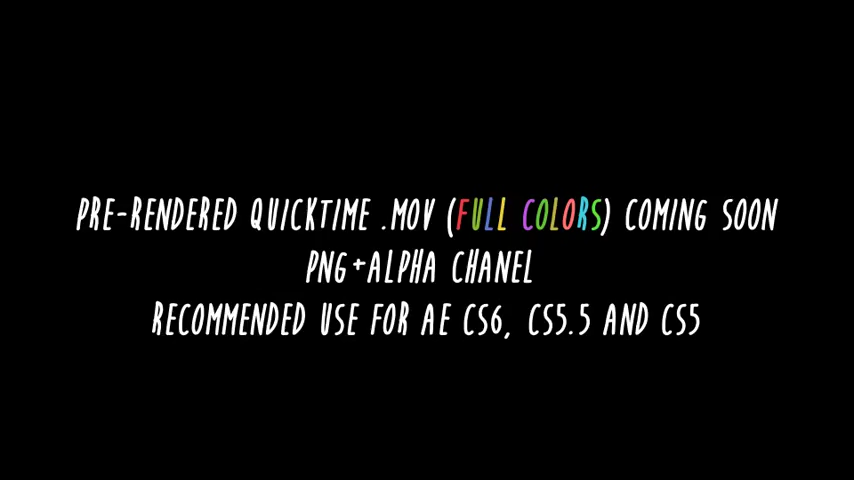 PRE-RENDERED QUICKTIME .MOV (FULL COLORS) COMING SOON
PNG+ALPHA CHANEL
RECOMMENDED USE FOR AE CS6, CS5.5 AND CS5